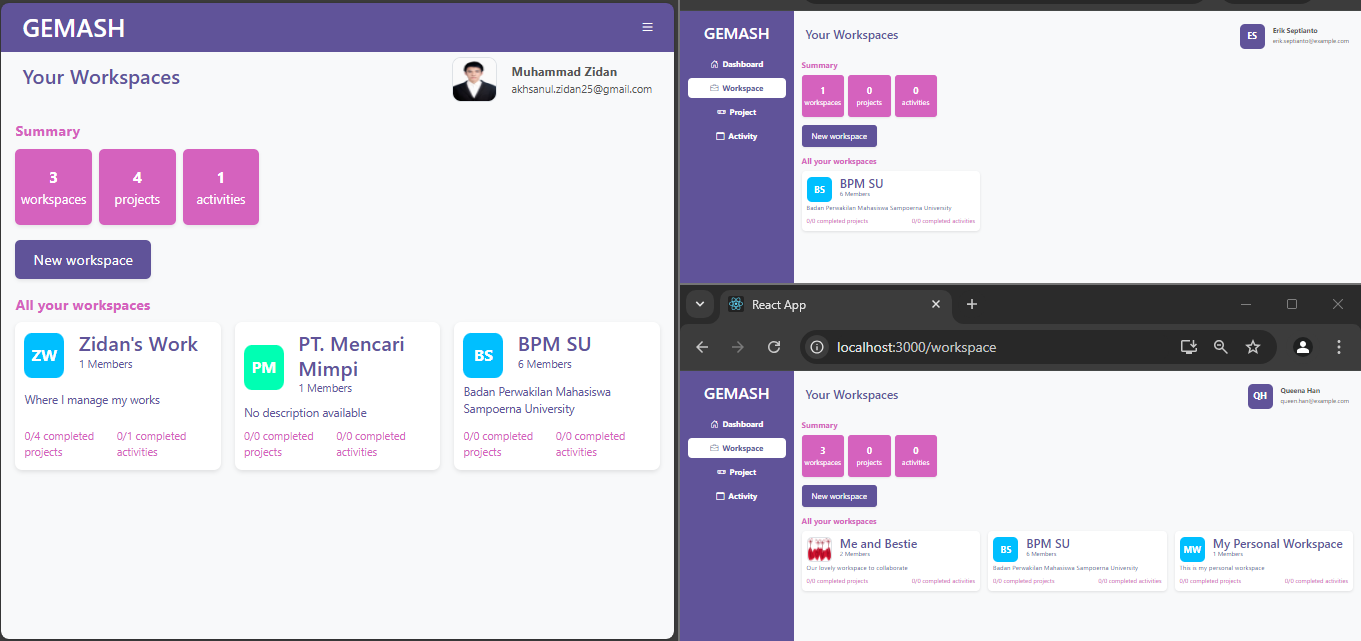 GEMASH
Your Workspaces
Muhammad Zidan
akhsanul.zidan25@gmail.com
Summary
3
workspaces
4
projects
1
activities
New workspace
All your workspaces
ZW
Zidan's Work
1 Members
Where I manage my works
0/4 completed
projects
0/1 completed
activities
PM
PT. Mencari
Mimpi
1 Members
No description available
0/0 completed
projects
0/0 completed
activities
BS
BPM SU
6 Members
Badan Perwakilan Mahasiswa
Sampoerna University
0/0 completed
projects
0/0 completed
activities
GEMASH
Dashboard
Workspace
Project
Activity
Your Workspaces
ES
Erik Septianto
erik.septianto@example.com
Summary
1
workspaces
0
projects
0
activities
New workspace
All your workspaces
BS
BPM SU
6 Members
Badan Perwakilan Mahasiswa Sampoerna University
0/0 completed projects
0/0 completed activities
React App
localhost:3000/workspace
GEMASH
Dashboard
Workspace
Project
Activity
Your Workspaces
QH
Queena Han
queen.han@example.com
Summary
3
workspaces
0
projects
0
activities
New workspace
All your workspaces
Me and Bestie
2 Members
Our lovely workspace to collaborate
0/0 completed projects
0/0 completed activities
BS
BPM SU
6 Members
Badan Perwakilan Mahasiswa Sampoerna University
0/0 completed projects
0/0 completed activities
MW
My Personal Workspace
1 Members
This is my personal workspace
0/0 completed projects
0/0 completed activities